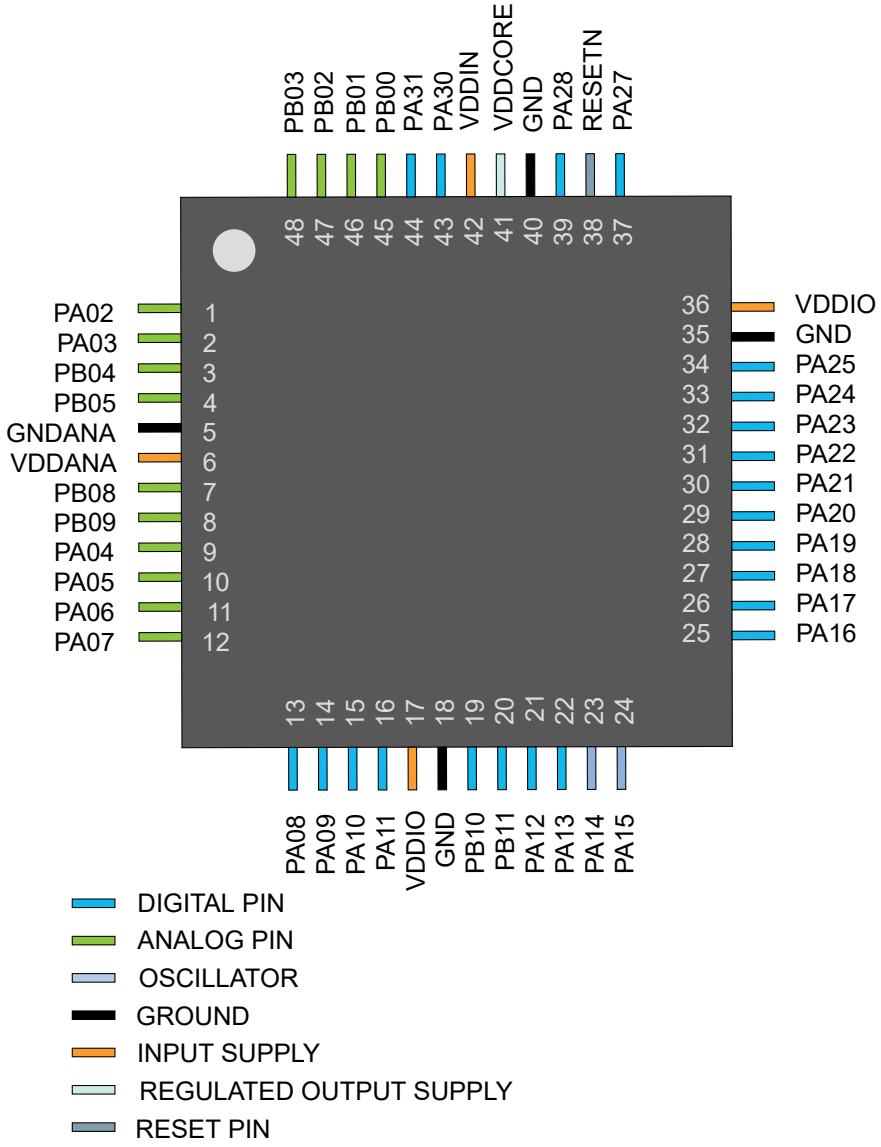 PB03
PB02
PB01
PB00
PA31
PA30
VDDIN
VDDCORE
GND
PA28
RESETN
PA27
48
47
46
45
44
43
42
41
40
39
38
37
PA02 1
PA03 2
PB04 3
PB05 4
GNDANA 5
VDDANA 6
PB08 7
PB09 8
PA04 9
PA05 10
PA06 11
PA07 12
36 VDDIO
35 GND
34 PA25
33 PA24
32 PA23
31 PA22
30 PA21
29 PA20
28 PA19
27 PA18
26 PA17
25 PA16
13
14
15
16
17
18
19
20
21
22
23
24
PA08
PA09
PA10
PA11
VDDIO
GND
PB10
PB11
PA12
PA13
PA14
PA15
DIGITAL PIN
ANALOG PIN
OSCILLATOR
GROUND
INPUT SUPPLY
REGULATED OUTPUT SUPPLY
RESET PIN